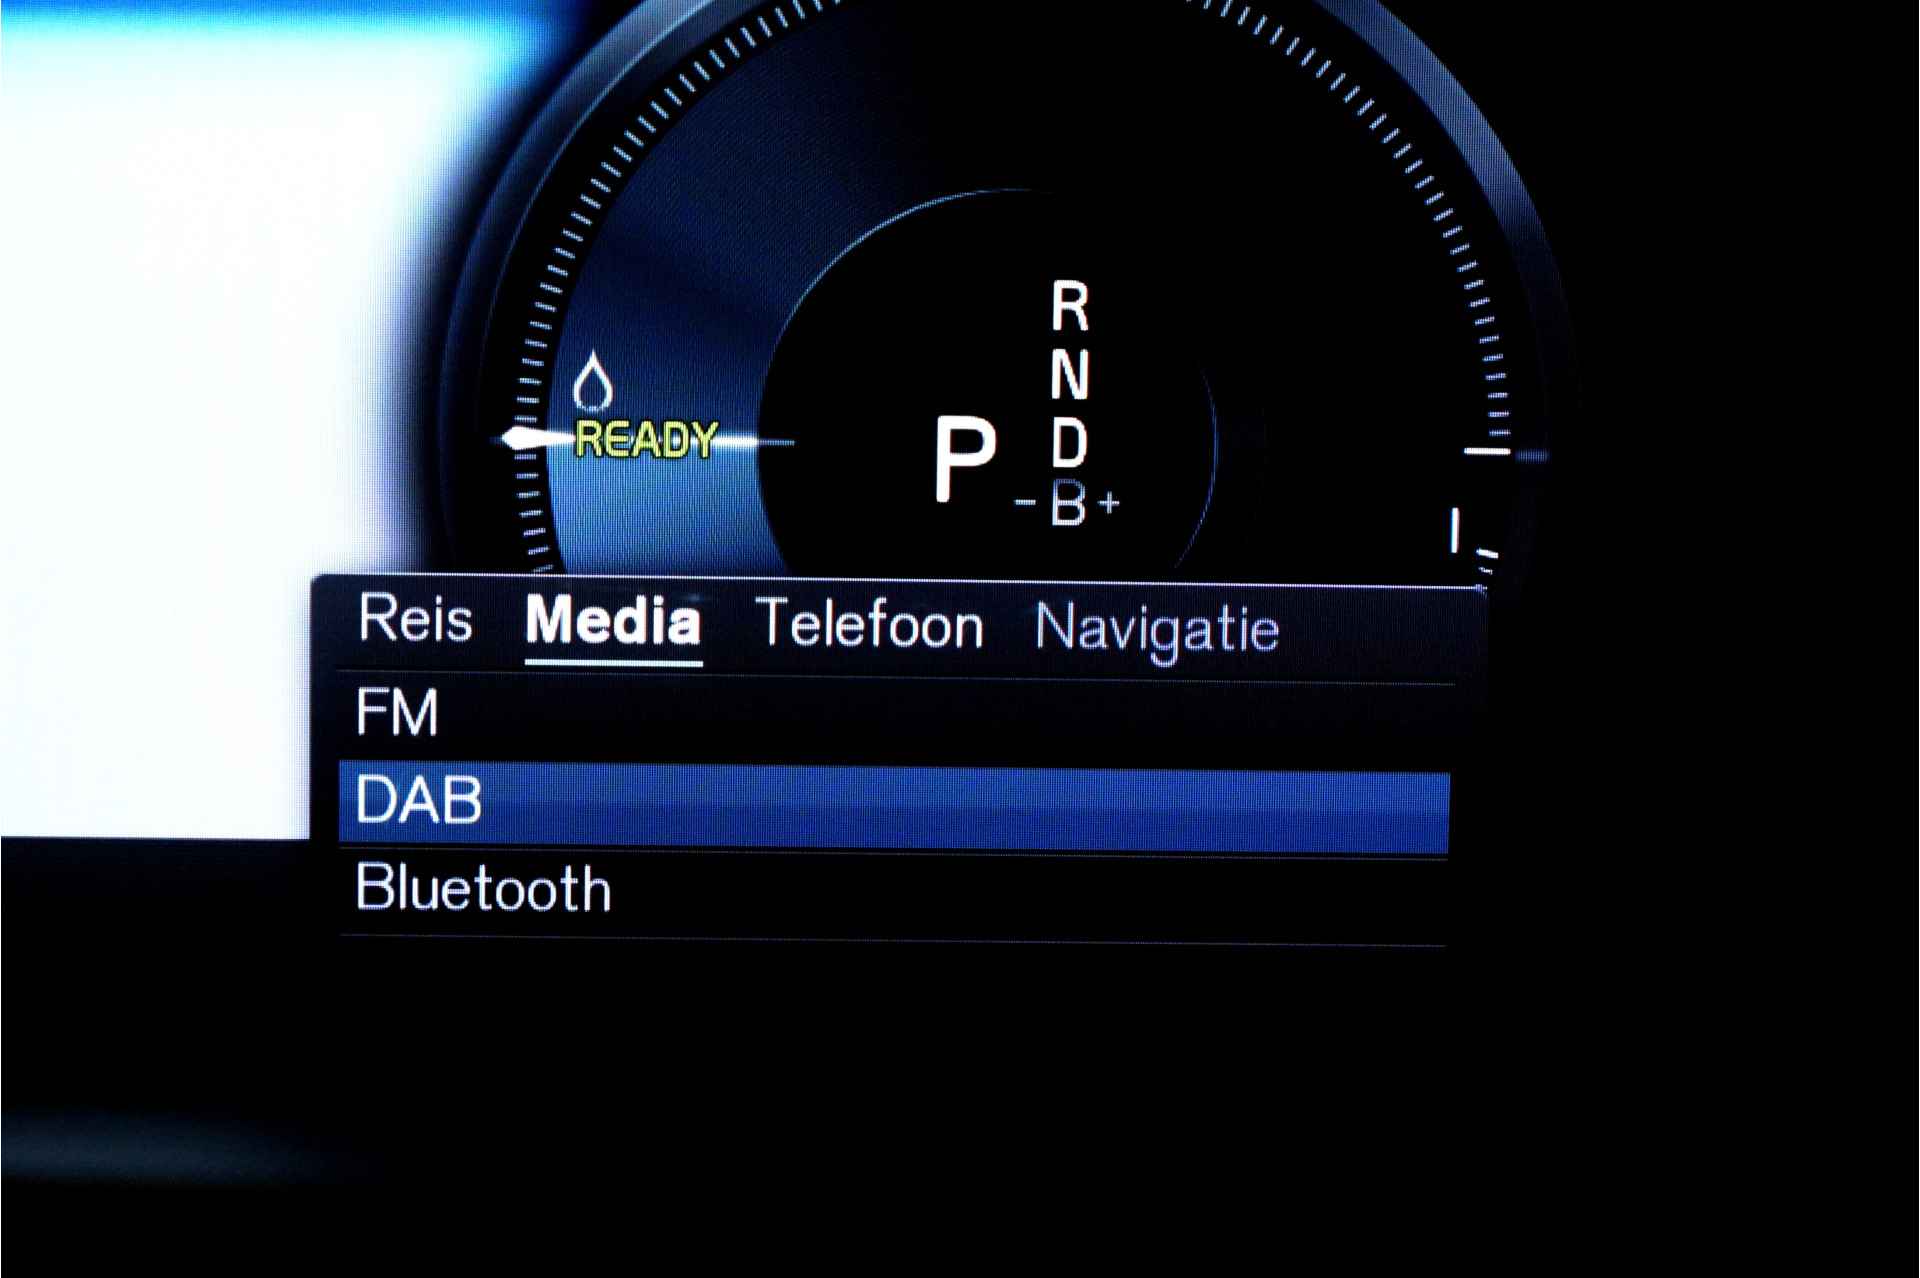 R
N
D
P
- B +
READY
Reis Media Telefoon Navigatie
FM
DAB
Bluetooth